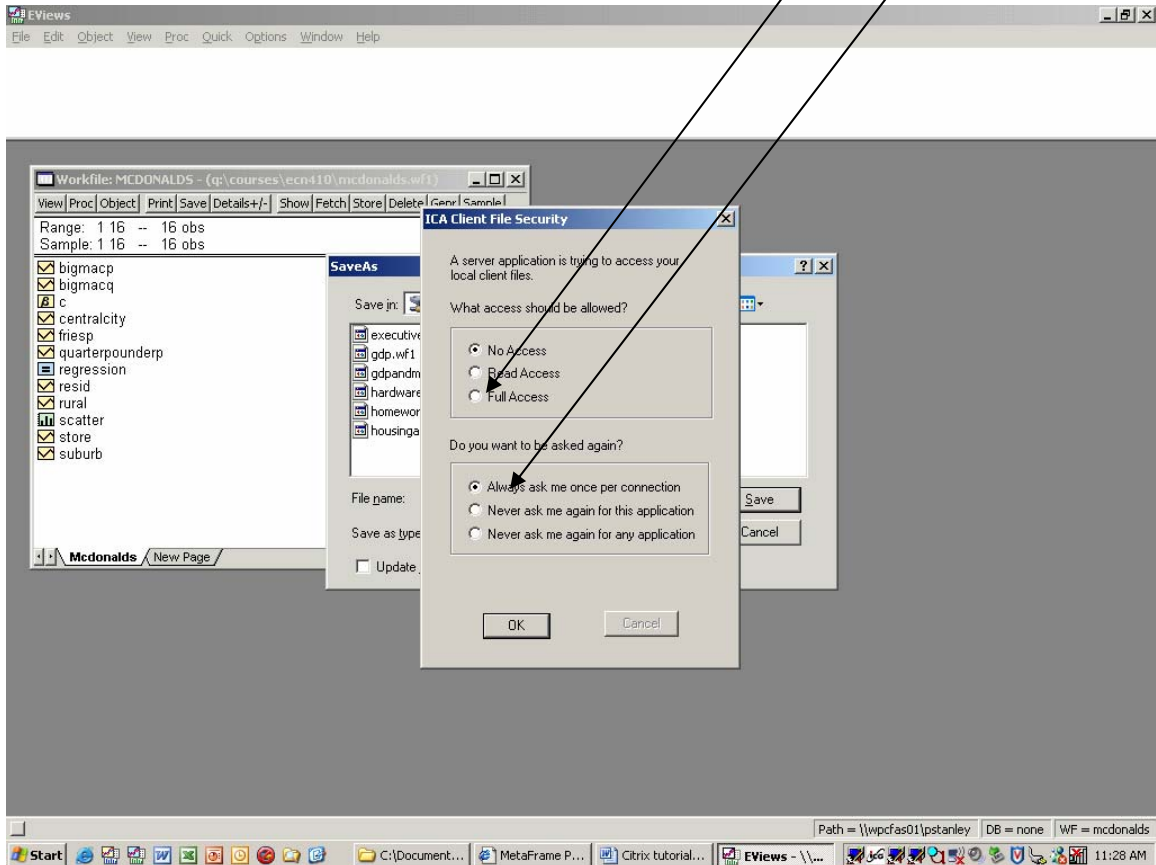 EViews
File Edit Object View Proc Quick Options Window Help
Workfile: MCDONALDS - (q:\courses\ecn410\mcdonalds.wf1)
View Proc Object Print Save Details+/- Show Fetch Store Delete Genr Sample
Range: 1 16 -- 16 obs
Sample: 1 16 -- 16 obs
bigmacp
bigmacq
c
centralcity
friesp
quarterpounderp
regression
resid
rural
scatter
store
suburb
Mcdonalds New Page
SaveAs
Save in:
executive
gdp.wf1
gdpandm
hardware
homewor
housinga
File name:
Save as type
Update
Save
Cancel
ICA Client File Security
A server application is trying to access your
local client files.
What access should be allowed?
No Access
Read Access
Full Access
Do you want to be asked again?
Always ask me once per connection
Never ask me again for this application
Never ask me again for any application
OK Cancel
Path = \\wpcfas01\pstanley DB = none WF = mcdonalds
Start C:\Document... MetaFrame P... Citrix tutorial... EViews - \\... 11:28 AM